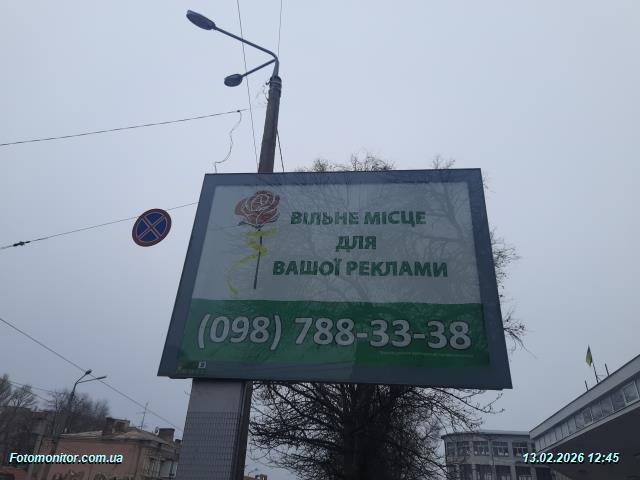 ВІЛЬНЕ МІСЦЕ
ДЛЯ
ВАШОЇ РЕКЛАМИ
(098) 788-33-38
Fotomonitor.com.ua
13.02.2026 12:45